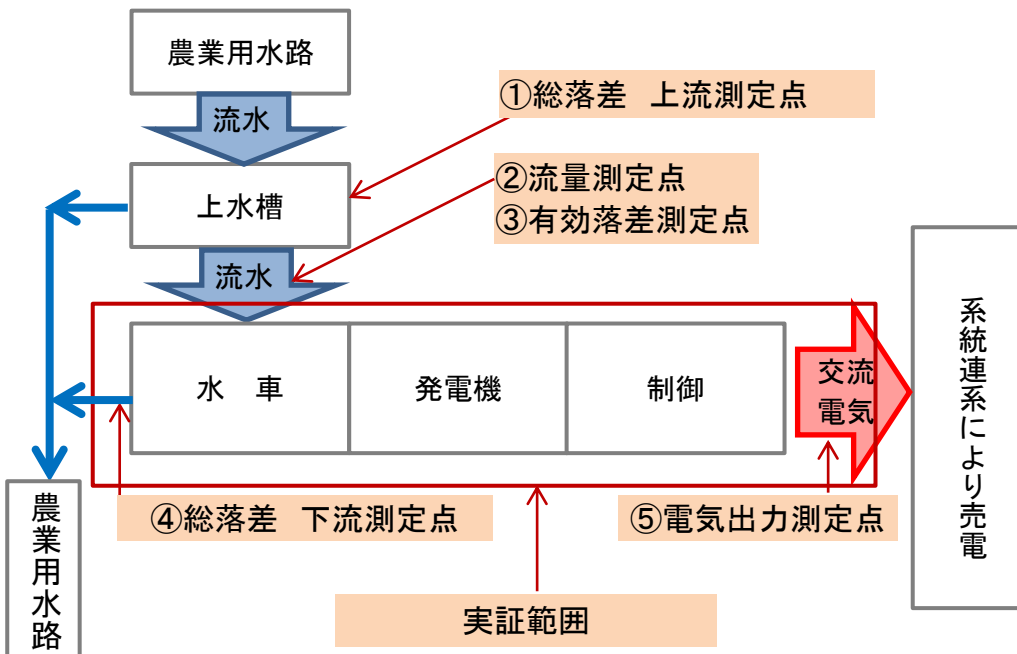 農業用水路
流水
①総落差　上流測定点
上水槽
②流量測定点
③有効落差測定点
流水
水　車
発電機
制御
交流
電気
系統連系により売電
④総落差　下流測定点
⑤電気出力測定点
農業用水路
実証範囲